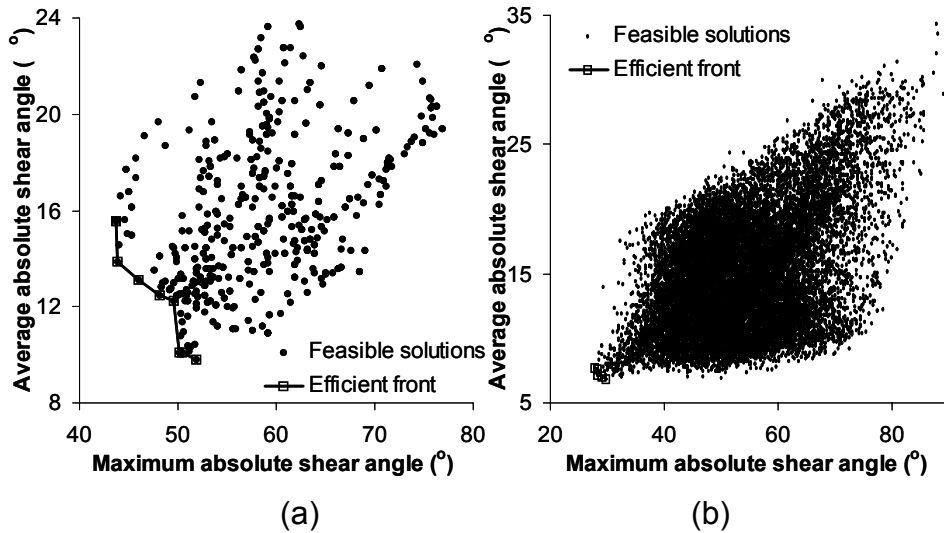 Average absolute shear angle ( °)
24
20
16
12
8
40
50
60
70
80
Maximum absolute shear angle (°)
Feasible solutions
Efficient front
(a)
Average absolute shear angle ( °)
35
25
15
5
20
40
60
80
Maximum absolute shear angle (°)
Feasible solutions
Efficient front
(b)